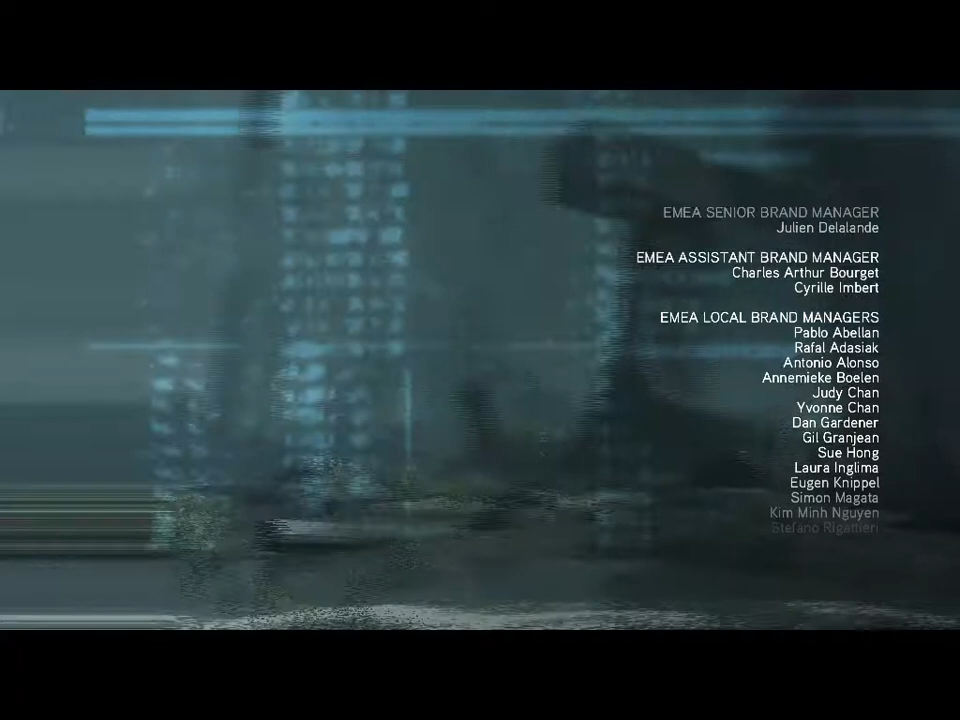 EMEA SENIOR BRAND MANAGER
Julien Delalande
EMEA ASSISTANT BRAND MANAGER
Charles Arthur Bourget
Cyrille Imbert
EMEA LOCAL BRAND MANAGERS
Pablo Abellan
Rafal Adasiak
Antonio Alonso
Annemieke Boelen
Judy Chan
Yvonne Chan
Dan Gardener
Gil Granjean
Sue Hong
Laura Inglima
Eugen Knippel
Simon Magata
Kim Minh Nguyen
Stefano Rigattieri